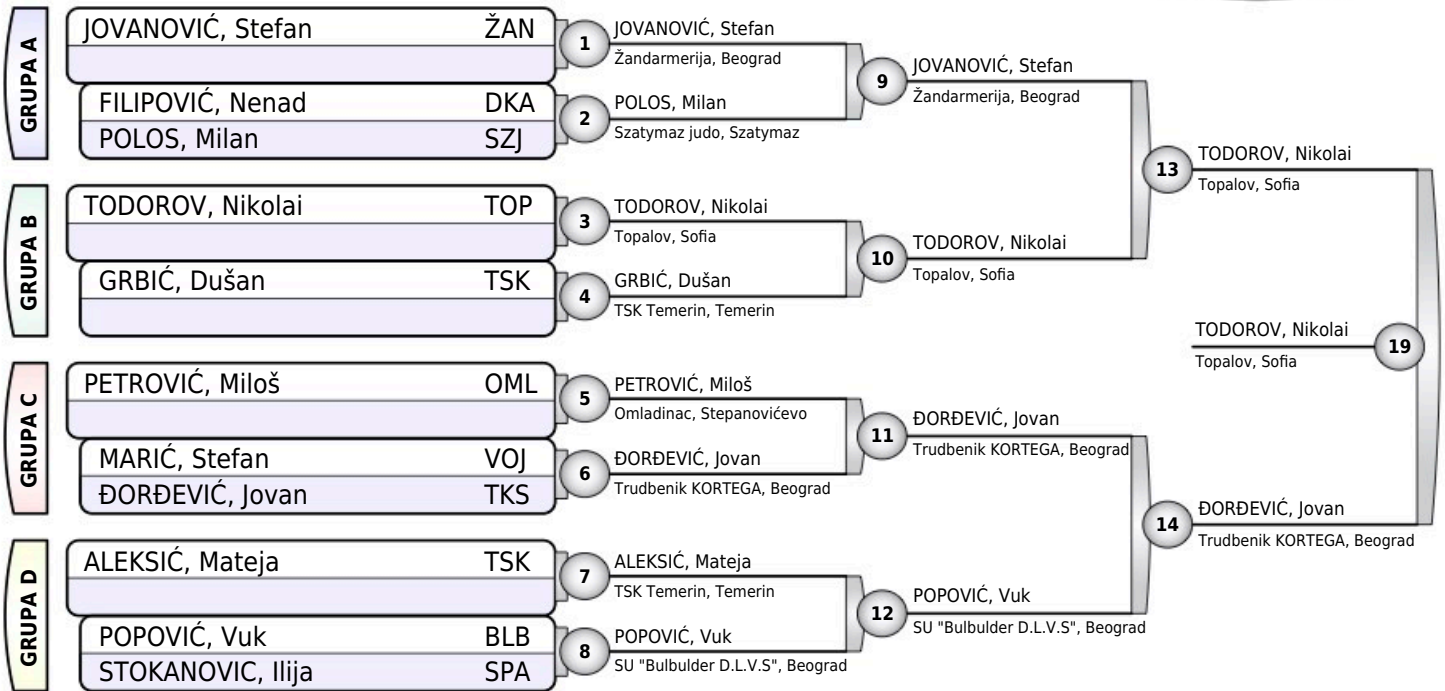 GRUPA A
JOVANOVIĆ, Stefan ŽAN
FILIPOVIĆ, Nenad DKA
POLOS, Milan SZJ
GRUPA B
TODOROV, Nikolai TOP
GRBIĆ, Dušan TSK
GRUPA C
PETROVIĆ, Miloš OML
MARIĆ, Stefan VOJ
ĐORĐEVIĆ, Jovan TKS
GRUPA D
ALEKSIĆ, Mateja TSK
POPOVIĆ, Vuk BLB
STOKANOVIC, Ilija SPA
1
JOVANOVIĆ, Stefan
Žandarmerija, Beograd
2
POLOS, Milan
Szatymaz judo, Szatymaz
3
TODOROV, Nikolai
Topalov, Sofia
4
GRBIĆ, Dušan
TSK Temerin, Temerin
5
PETROVIĆ, Miloš
Omladinac, Stepanovićevo
6
ĐORĐEVIĆ, Jovan
Trudbenik KORTEGA, Beograd
7
ALEKSIĆ, Mateja
TSK Temerin, Temerin
8
POPOVIĆ, Vuk
SU "Bulbulder D.L.V.S", Beograd
9
JOVANOVIĆ, Stefan
Žandarmerija, Beograd
10
TODOROV, Nikolai
Topalov, Sofia
11
ĐORĐEVIĆ, Jovan
Trudbenik KORTEGA, Beograd
12
POPOVIĆ, Vuk
SU "Bulbulder D.L.V.S", Beograd
13
TODOROV, Nikolai
Topalov, Sofia
14
ĐORĐEVIĆ, Jovan
Trudbenik KORTEGA, Beograd
TODOROV, Nikolai
Topalov, Sofia
19